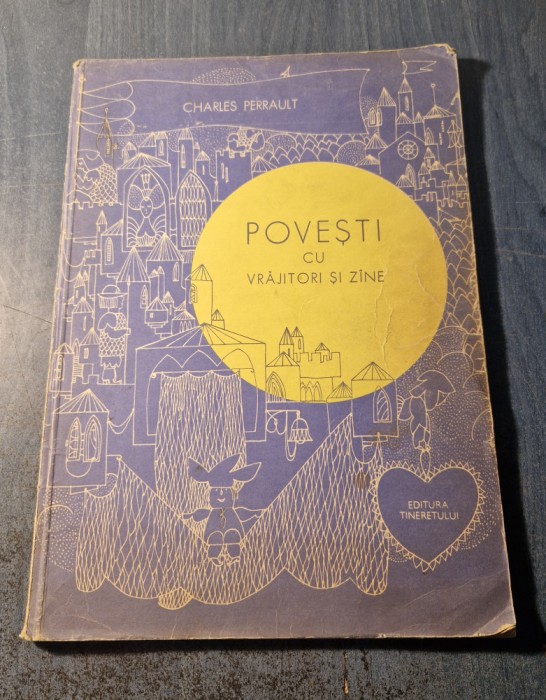 CHARLES PERRAULT
POVEȘTI
CU
VRĂJITORI ȘI ZÎNE
EDITURA
TINERETULUI